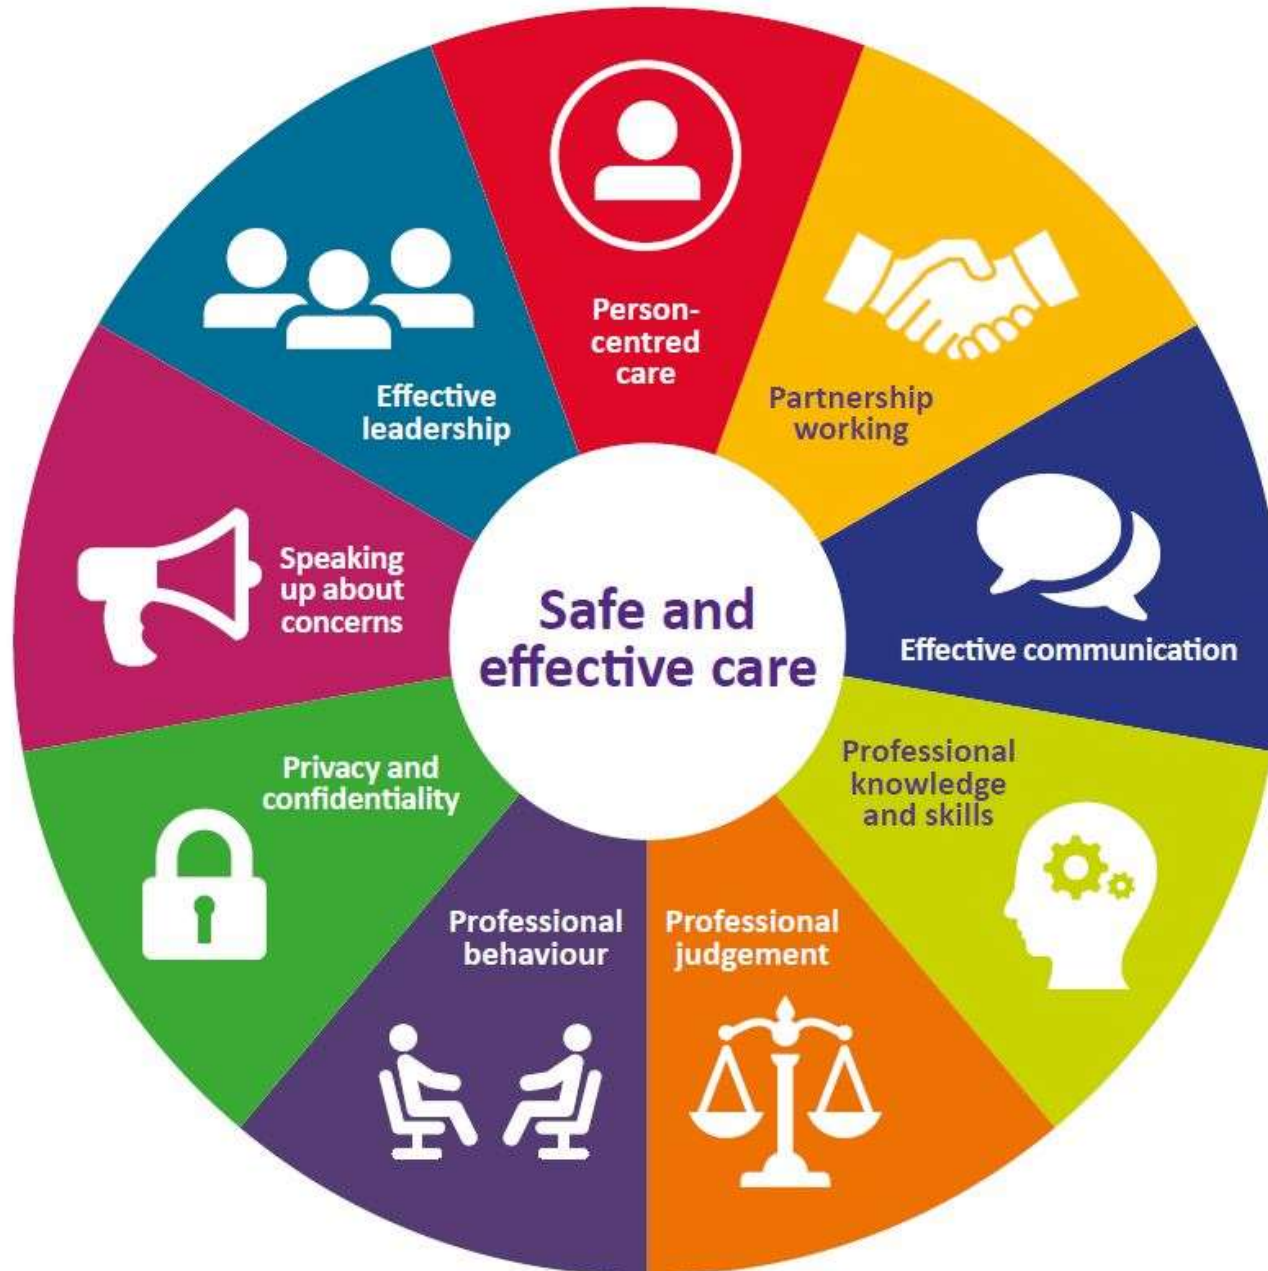 Person-
centred
care
Partnership
working
Effective communication
Professional
knowledge
and skills
Professional
judgement
Professional
behaviour
Privacy and
confidentiality
Speaking
up about
concerns
Effective
leadership
Safe and
effective care